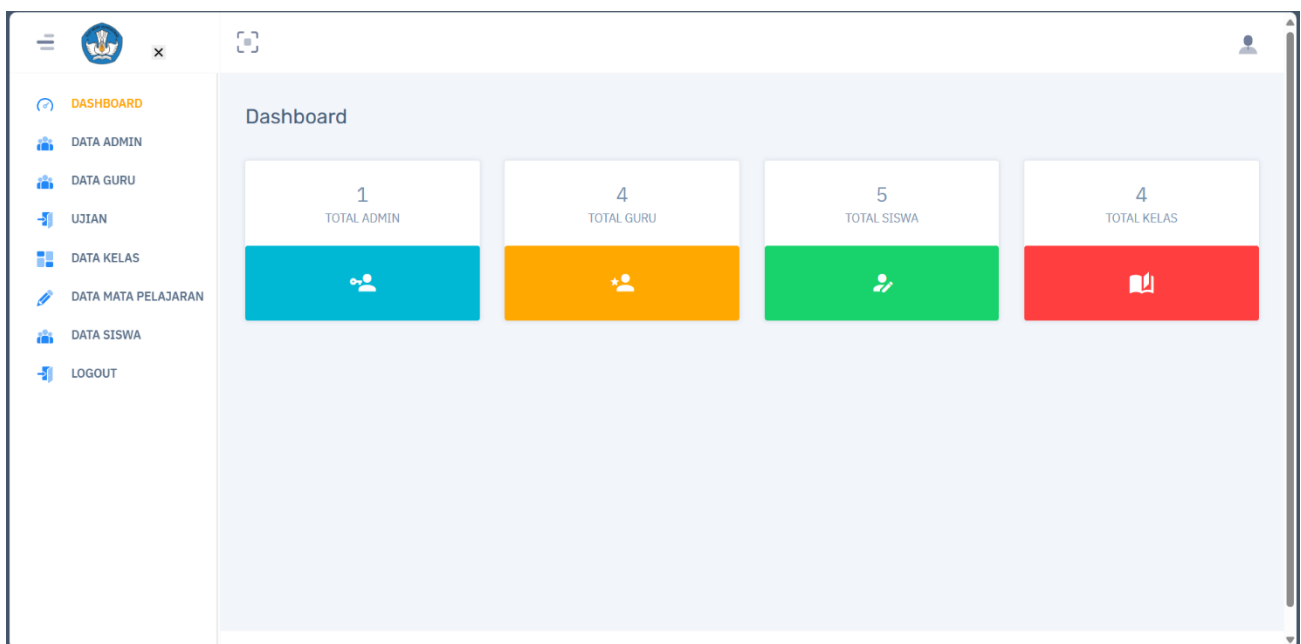 DASHBOARD
DATA ADMIN
DATA GURU
UJIAN
DATA KELAS
DATA MATA PELAJARAN
DATA SISWA
LOGOUT
Dashboard
1
TOTAL ADMIN
4
TOTAL GURU
5
TOTAL SISWA
4
TOTAL KELAS